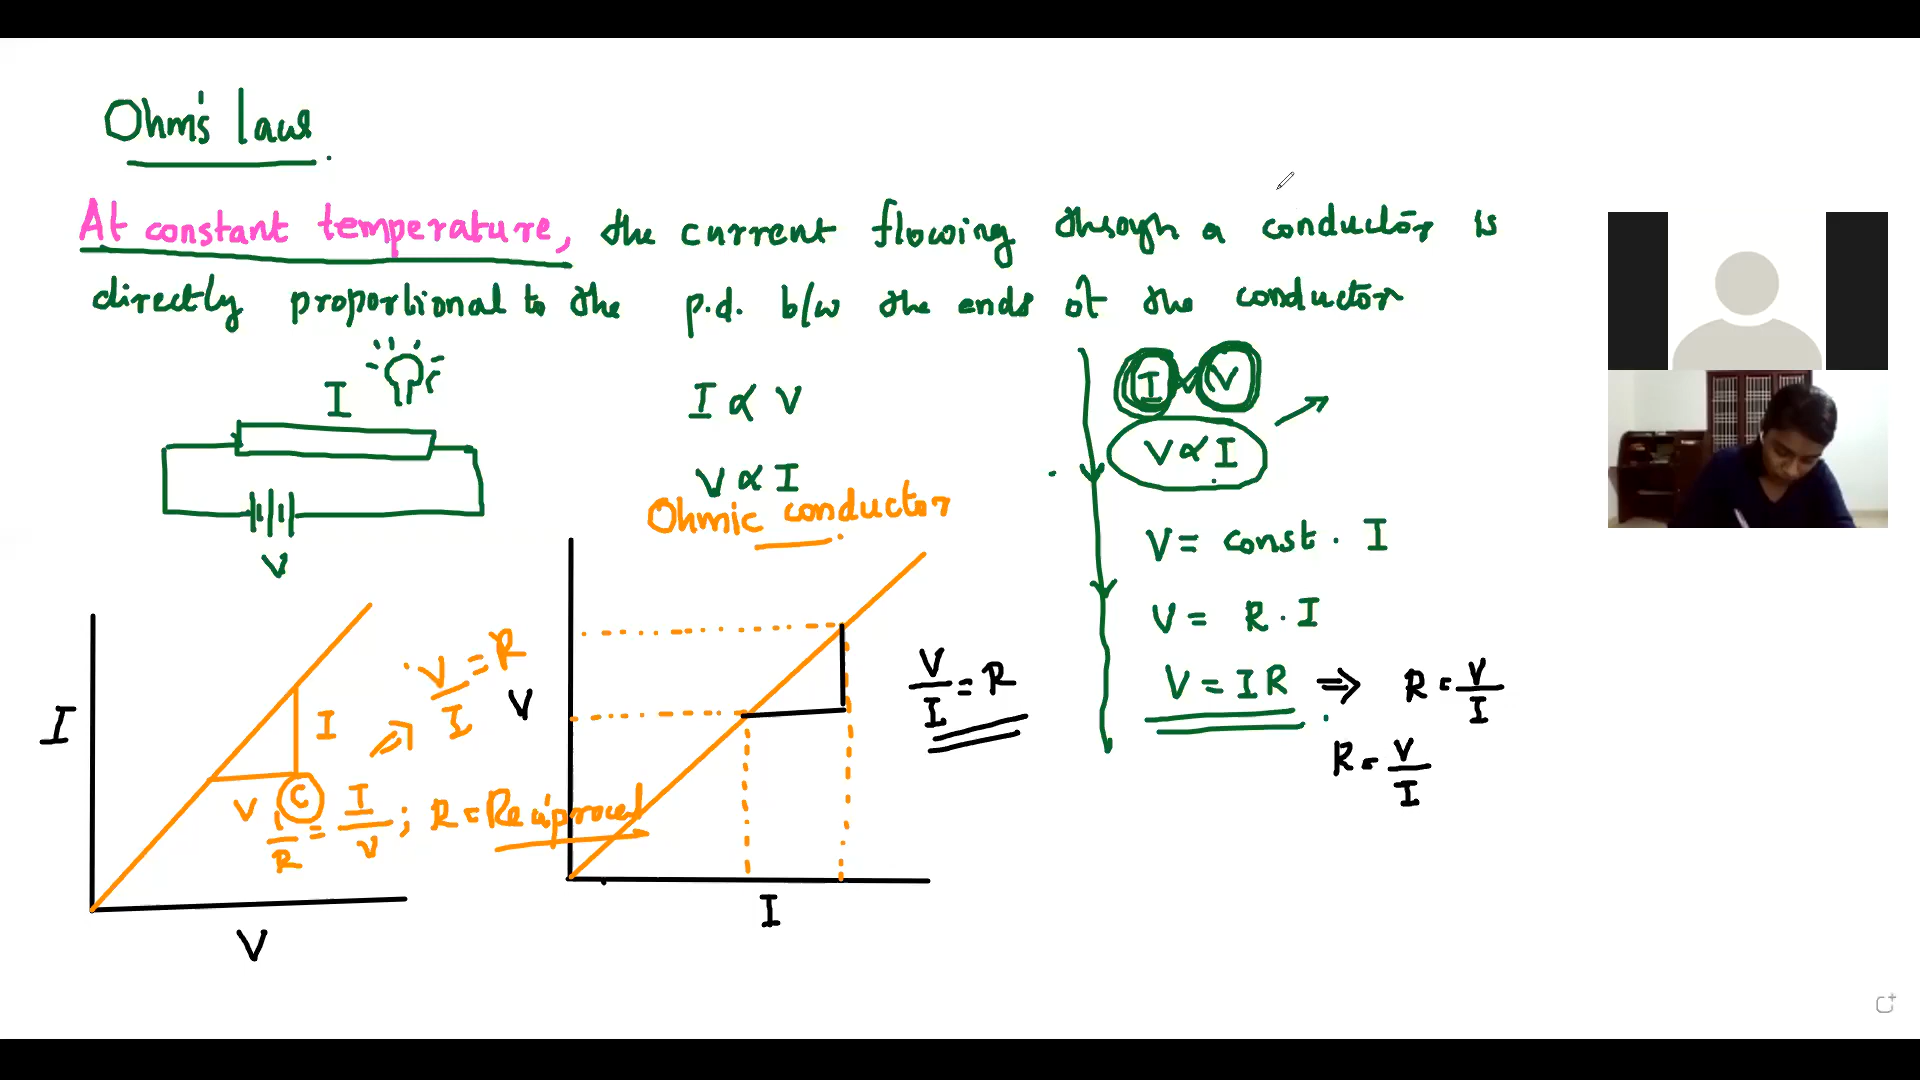 Ohm's law
At constant temperature, the current flowing through a conductor is
directly proportional to the p.d. b/w the ends of the conductor
I
V
I ∝ V
V ∝ I
I ∝ V
V ∝ I
V = const · I
V = R · I
V = I R ⇒ R = V/I
R = V/I
Ohmic conductor
V
I
V/I = R
I
V
I
V
C
1/R = I/V ; R = Reciprocal
V/I = R